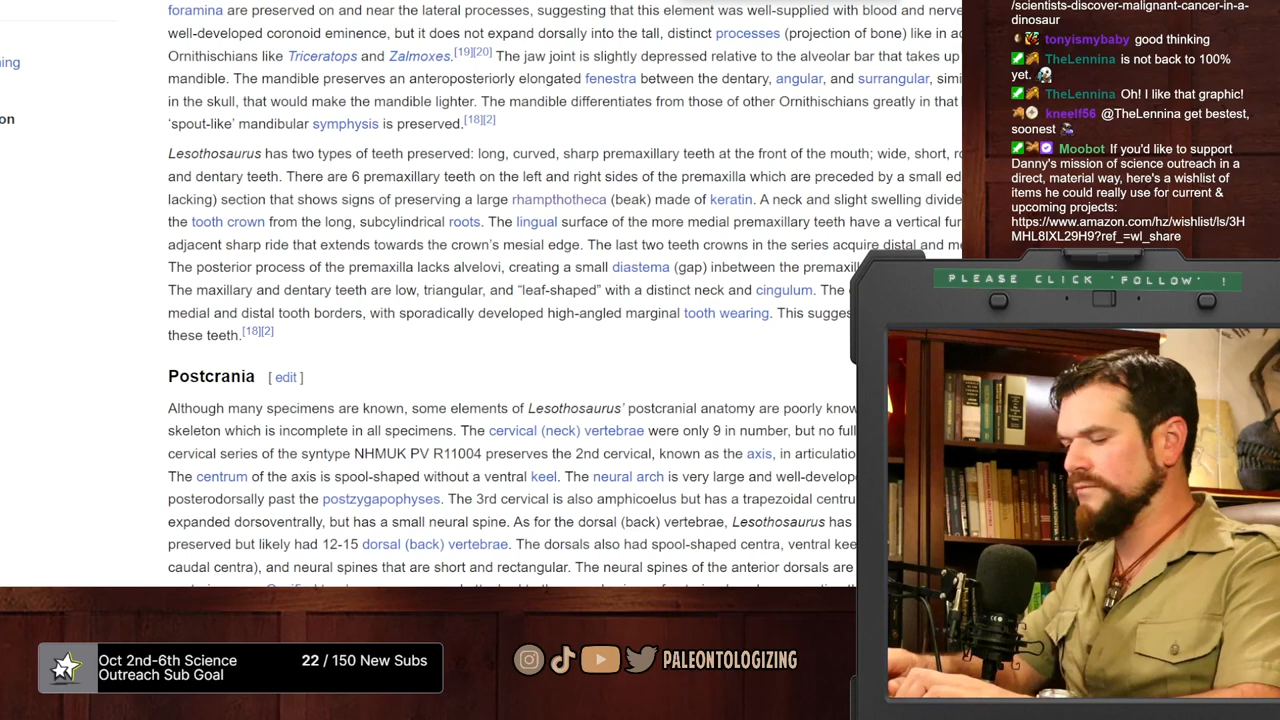 foramina are preserved on and near the lateral processes, suggesting that this element was well-supplied with blood and nerve
well-developed coronoid eminence, but it does not expand dorsally into the tall, distinct processes (projection of bone) like in
Ornithischians like Triceratops and Zalmoxes.[19][20] The jaw joint is slightly depressed relative to the alveolar bar that takes up
mandible. The mandible preserves an anteroposteriorly elongated fenestra between the dentary, angular, and surrangular, simi
in the skull, that would make the mandible lighter. The mandible differentiates from those of other Ornithischians greatly in that
'spout-like' mandibular symphysis is preserved.[18][2]
Lesothosaurus has two types of teeth preserved: long, curved, sharp premaxillary teeth at the front of the mouth; wide, short, r
and dentary teeth. There are 6 premaxillary teeth on the left and right sides of the premaxilla which are preceded by a small ed
lacking) section that shows signs of preserving a large rhampthotheca (beak) made of keratin. A neck and slight swelling divide
the tooth crown from the long, subcylindrical roots. The lingual surface of the more medial premaxillary teeth have a vertical fur
adjacent sharp ride that extends towards the crown's mesial edge. The last two teeth crowns in the series acquire distal and m
The posterior process of the premaxilla lacks alvelovi, creating a small diastema (gap) inbetween the premaxil
The maxillary and dentary teeth are low, triangular, and “leaf-shaped” with a distinct neck and cingulum. The
medial and distal tooth borders, with sporadically developed high-angled marginal tooth wearing. This sugges
these teeth.[18][2]
Postcrania [ edit ]
Although many specimens are known, some elements of Lesothosaurus' postcranial anatomy are poorly know
skeleton which is incomplete in all specimens. The cervical (neck) vertebrae were only 9 in number, but no full
cervical series of the syntype NHMUK PV R11004 preserves the 2nd cervical, known as the axis, in articulatio
The centrum of the axis is spool-shaped without a ventral keel. The neural arch is very large and well-develope
posterodorsally past the postzygapophyses. The 3rd cervical is also amphicoelus but has a trapezoidal centru
expanded dorsoventrally, but has a small neural spine. As for the dorsal (back) vertebrae, Lesothosaurus has
preserved but likely had 12-15 dorsal (back) vertebrae. The dorsals also had spool-shaped centra, ventral kee
caudal centra), and neural spines that are short and rectangular. The neural spines of the anterior dorsals are
ing
on
/scientists-discover-malignant-cancer-in-a-
dinosaur
tonyismybaby good thinking
TheLennina is not back to 100%
yet.
TheLennina Oh! I like that graphic!
kneelf56 @TheLennina get bestest,
soonest
Moobot If you'd like to support
Danny's mission of science outreach in a
direct, material way, here's a wishlist of
items he could really use for current &
upcoming projects:
https://www.amazon.com/hz/wishlist/ls/3H
MHL8IXL29H9?ref_=wl_share
PLEASE CLICK 'FOLLOW' !
Oct 2nd-6th Science 22 / 150 New Subs
Outreach Sub Goal
PALEONTOLOGIZING